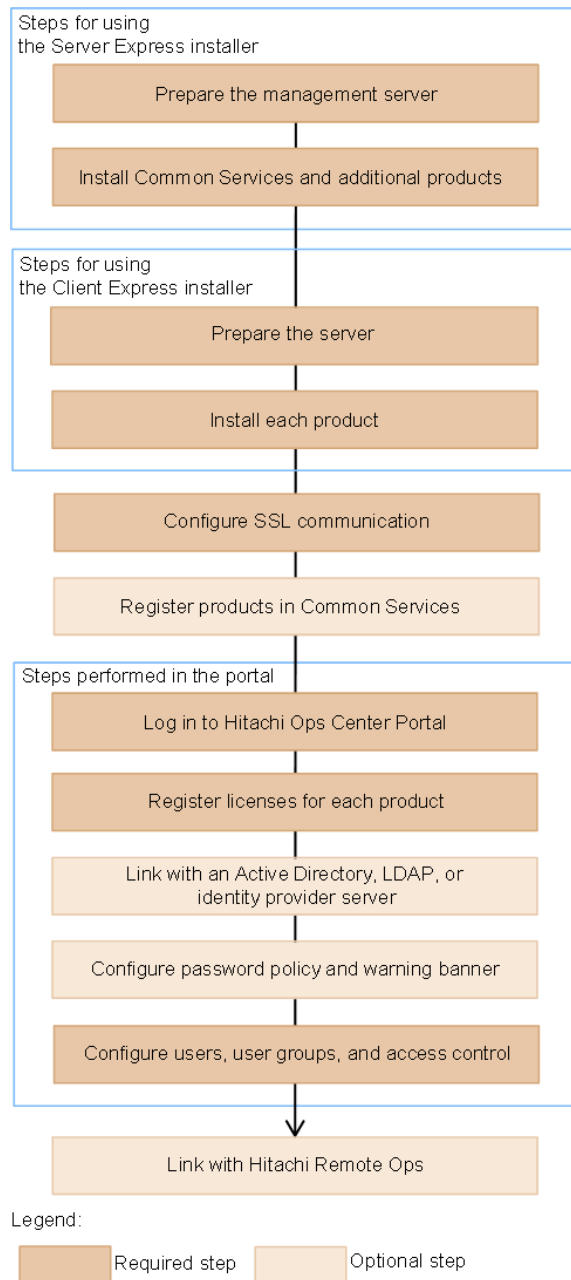 Steps for using
the Server Express installer
Prepare the management server
Install Common Services and additional products
Steps for using
the Client Express installer
Prepare the server
Install each product
Configure SSL communication
Register products in Common Services
Steps performed in the portal
Log in to Hitachi Ops Center Portal
Register licenses for each product
Link with an Active Directory, LDAP, or
identity provider server
Configure password policy and warning banner
Configure users, user groups, and access control
Link with Hitachi Remote Ops
Legend:
Required step
Optional step